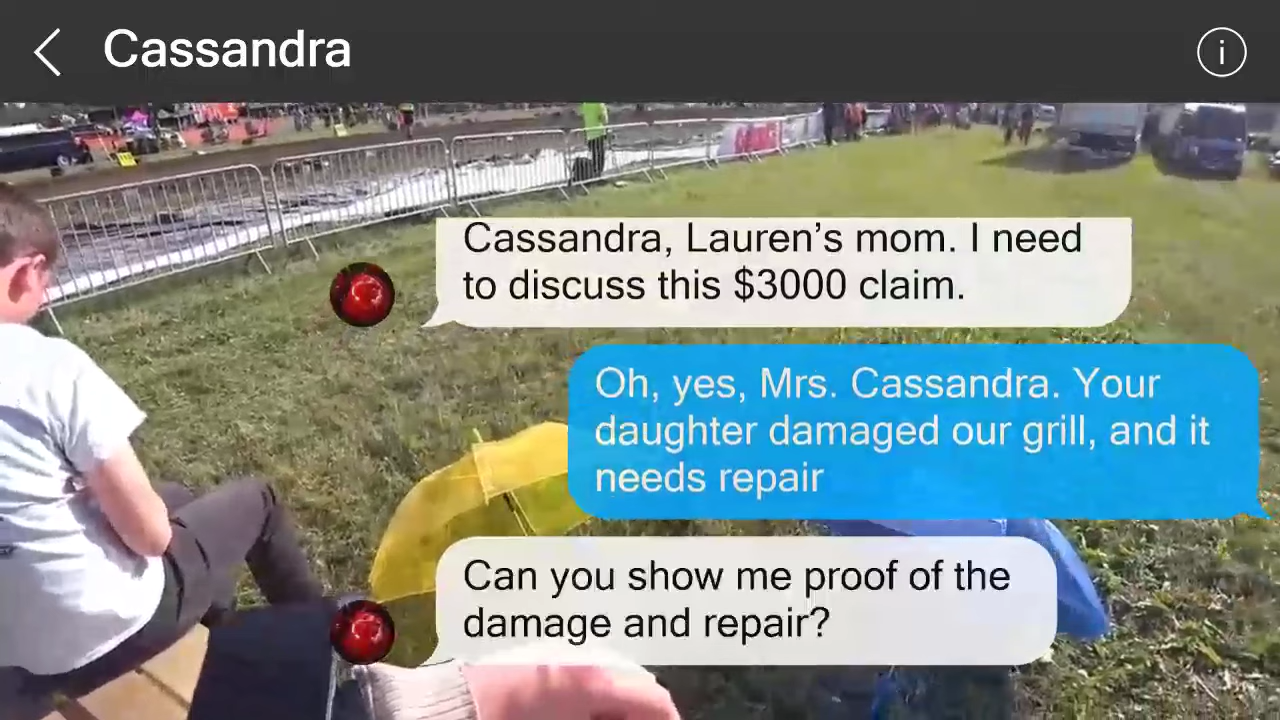 Cassandra
i
Cassandra, Lauren’s mom. I need
to discuss this $3000 claim.
Oh, yes, Mrs. Cassandra. Your
daughter damaged our grill, and it
needs repair
Can you show me proof of the
damage and repair?